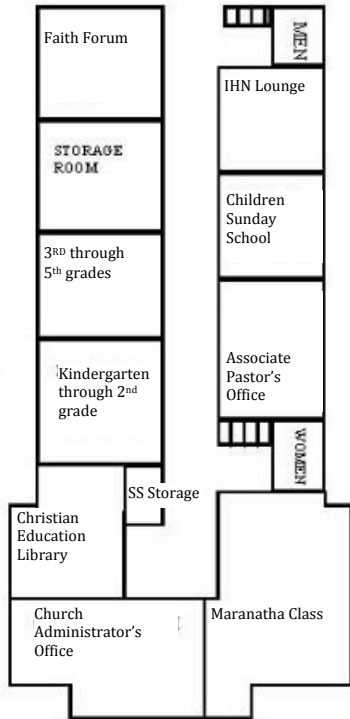 Faith Forum
STORAGE
ROOM
3RD through
5th grades
Kindergarten
through 2nd
grade
SS Storage
Christian
Education
Library
Church
Administrator's
Office
MEN
IHN Lounge
Children
Sunday
School
Associate
Pastor's
Office
WOMEN
Maranatha Class